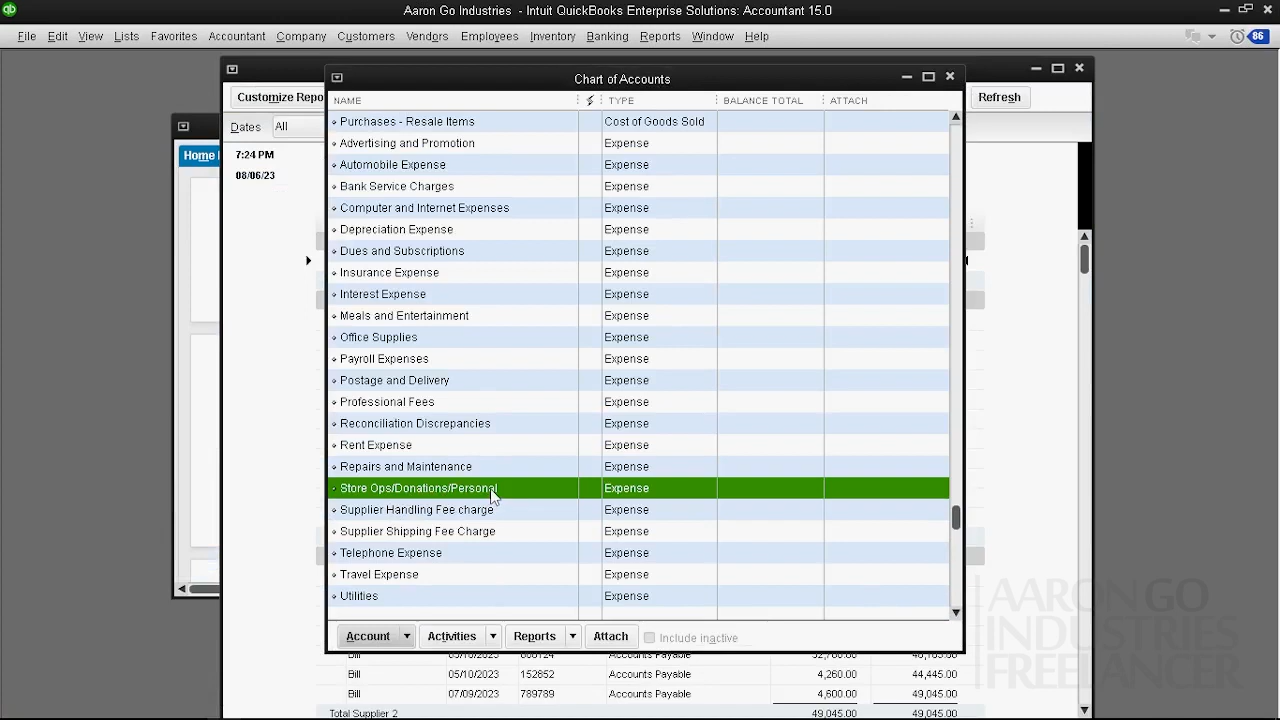 Aaron Go Industries - Intuit QuickBooks Enterprise Solutions: Accountant 15.0
File Edit View Lists Favorites Accountant Company Customers Vendors Employees Inventory Banking Reports Window Help 86
Chart of Accounts
Customize Repo Refresh
NAME TYPE BALANCE TOTAL ATTACH
Dates All
7:24 PM
08/06/23
Home
Purchases - Resale Items Cost of Goods Sold
Advertising and Promotion Expense
Automobile Expense Expense
Bank Service Charges Expense
Computer and Internet Expenses Expense
Depreciation Expense Expense
Dues and Subscriptions Expense
Insurance Expense Expense
Interest Expense Expense
Meals and Entertainment Expense
Office Supplies Expense
Payroll Expenses Expense
Postage and Delivery Expense
Professional Fees Expense
Reconciliation Discrepancies Expense
Rent Expense Expense
Repairs and Maintenance Expense
Store Ops/Donations/Personal Expense
Supplier Handling Fee charge Expense
Supplier Shipping Fee Charge Expense
Telephone Expense Expense
Travel Expense Expense
Utilities Expense
Account Activities Reports Attach Include inactive
Bill Accounts Payable
Bill 05/10/2023 152652 Accounts Payable 4,260.00 44,445.00
Bill 07/09/2023 789789 Accounts Payable 4,600.00 49,045.00
Total Supplier 2 49,045.00 49,045.00
AARON GO
INDUSTRIES
FREELANCER